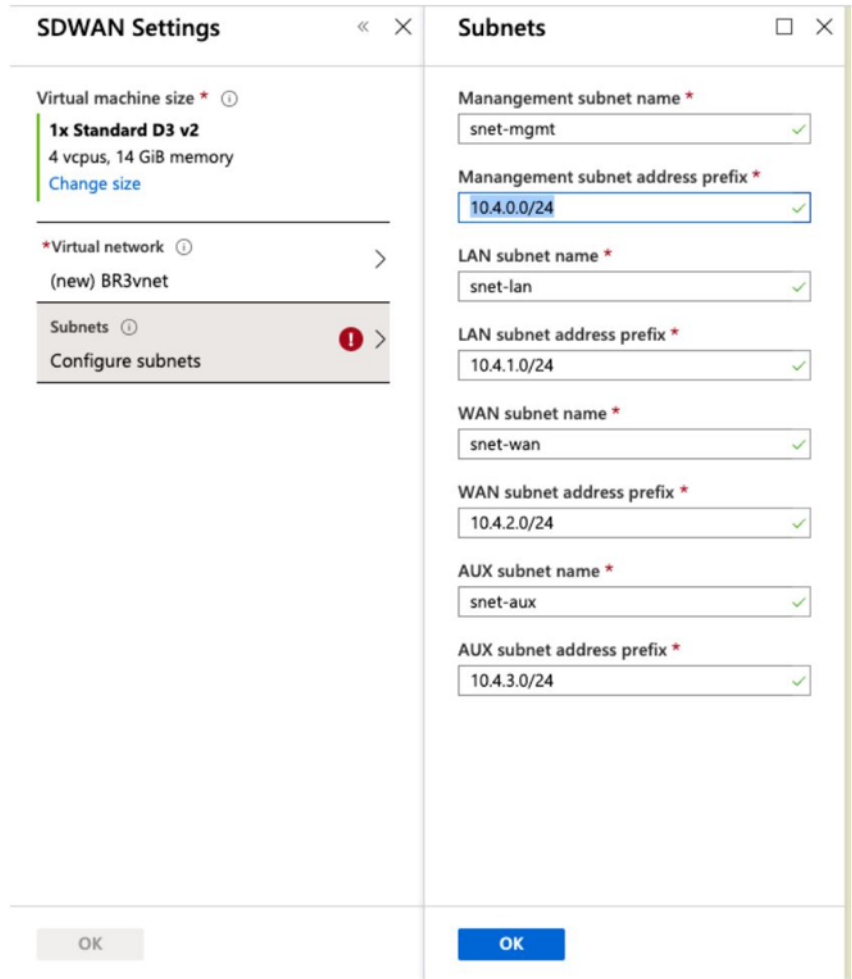 SDWAN Settings
Virtual machine size *
1x Standard D3 v2
4 vcpus, 14 GiB memory
Change size
*Virtual network
(new) BR3vnet
Subnets
Configure subnets
OK
Subnets
Manangement subnet name *
snet-mgmt
Manangement subnet address prefix *
10.4.0.0/24
LAN subnet name *
snet-lan
LAN subnet address prefix *
10.4.1.0/24
WAN subnet name *
snet-wan
WAN subnet address prefix *
10.4.2.0/24
AUX subnet name *
snet-aux
AUX subnet address prefix *
10.4.3.0/24
OK